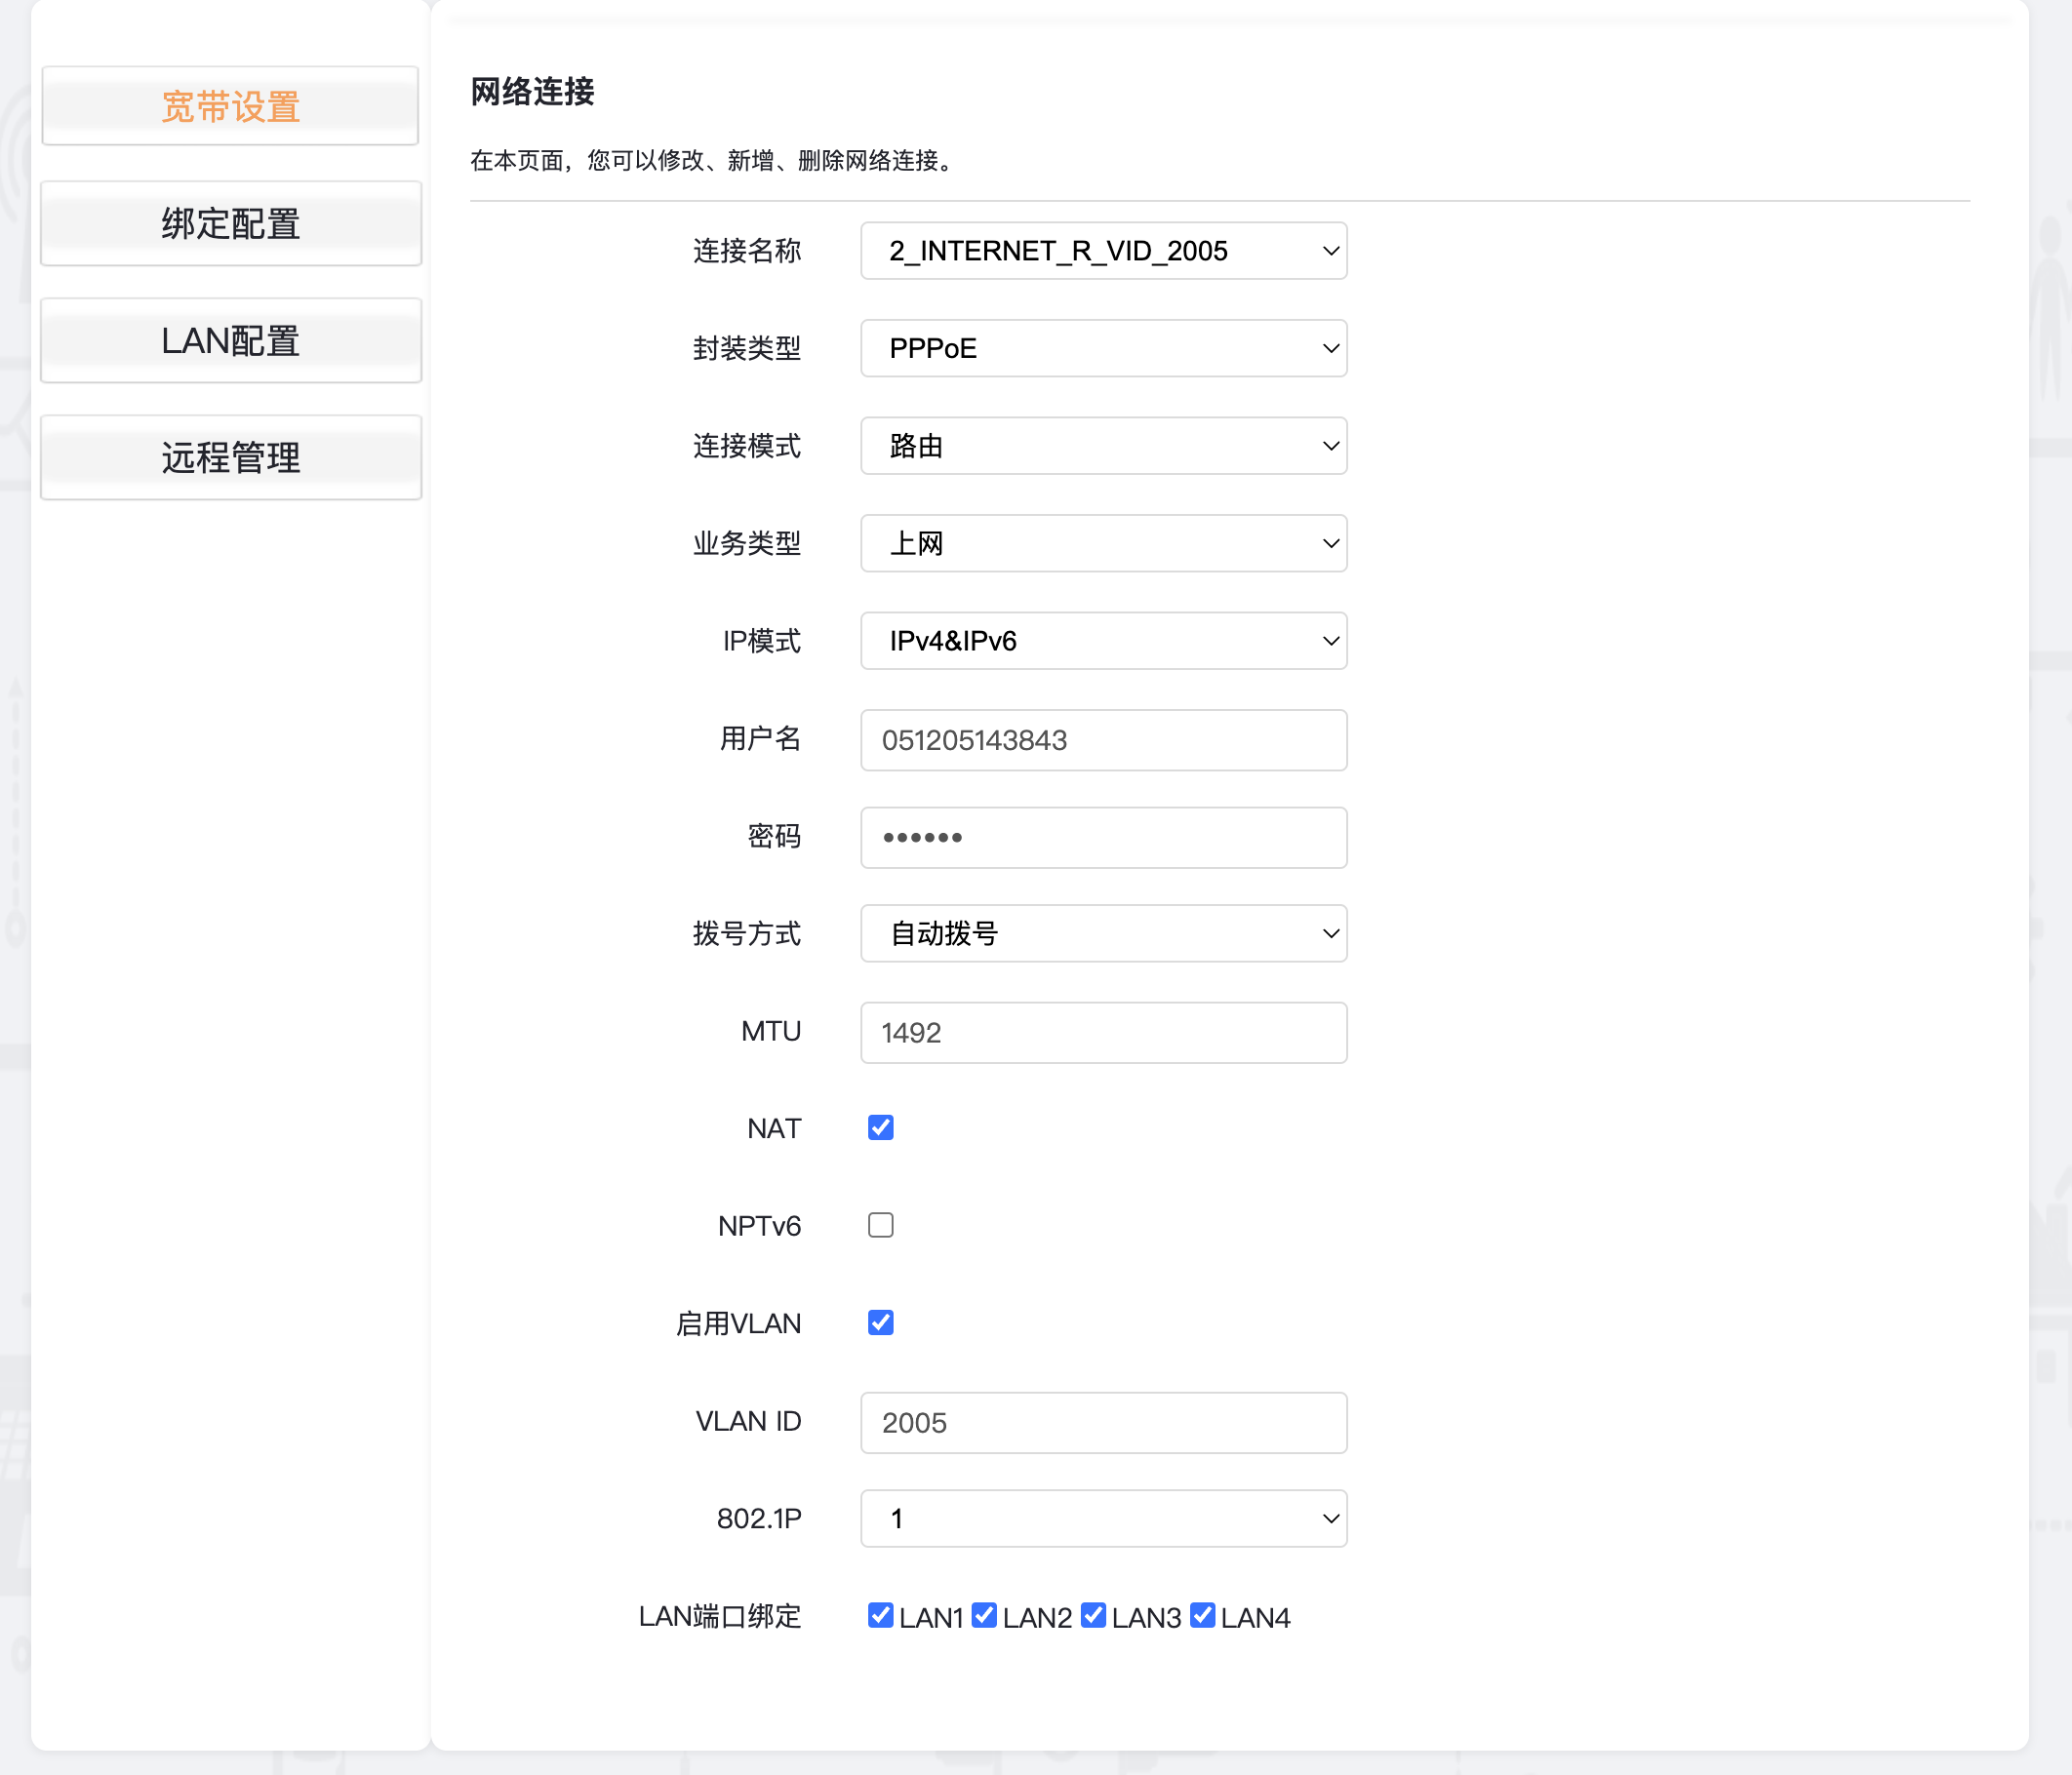 宽带设置
绑定配置
LAN配置
远程管理
网络连接
在本页面，您可以修改、新增、删除网络连接。
连接名称 2_INTERNET_R_VID_2005
封装类型 PPPoE
连接模式 路由
业务类型 上网
IP模式 IPv4&IPv6
用户名 051205143843
密码 ••••••
拨号方式 自动拨号
MTU 1492
NAT
NPTv6
启用VLAN
VLAN ID 2005
802.1P 1
LAN端口绑定 LAN1 LAN2 LAN3 LAN4